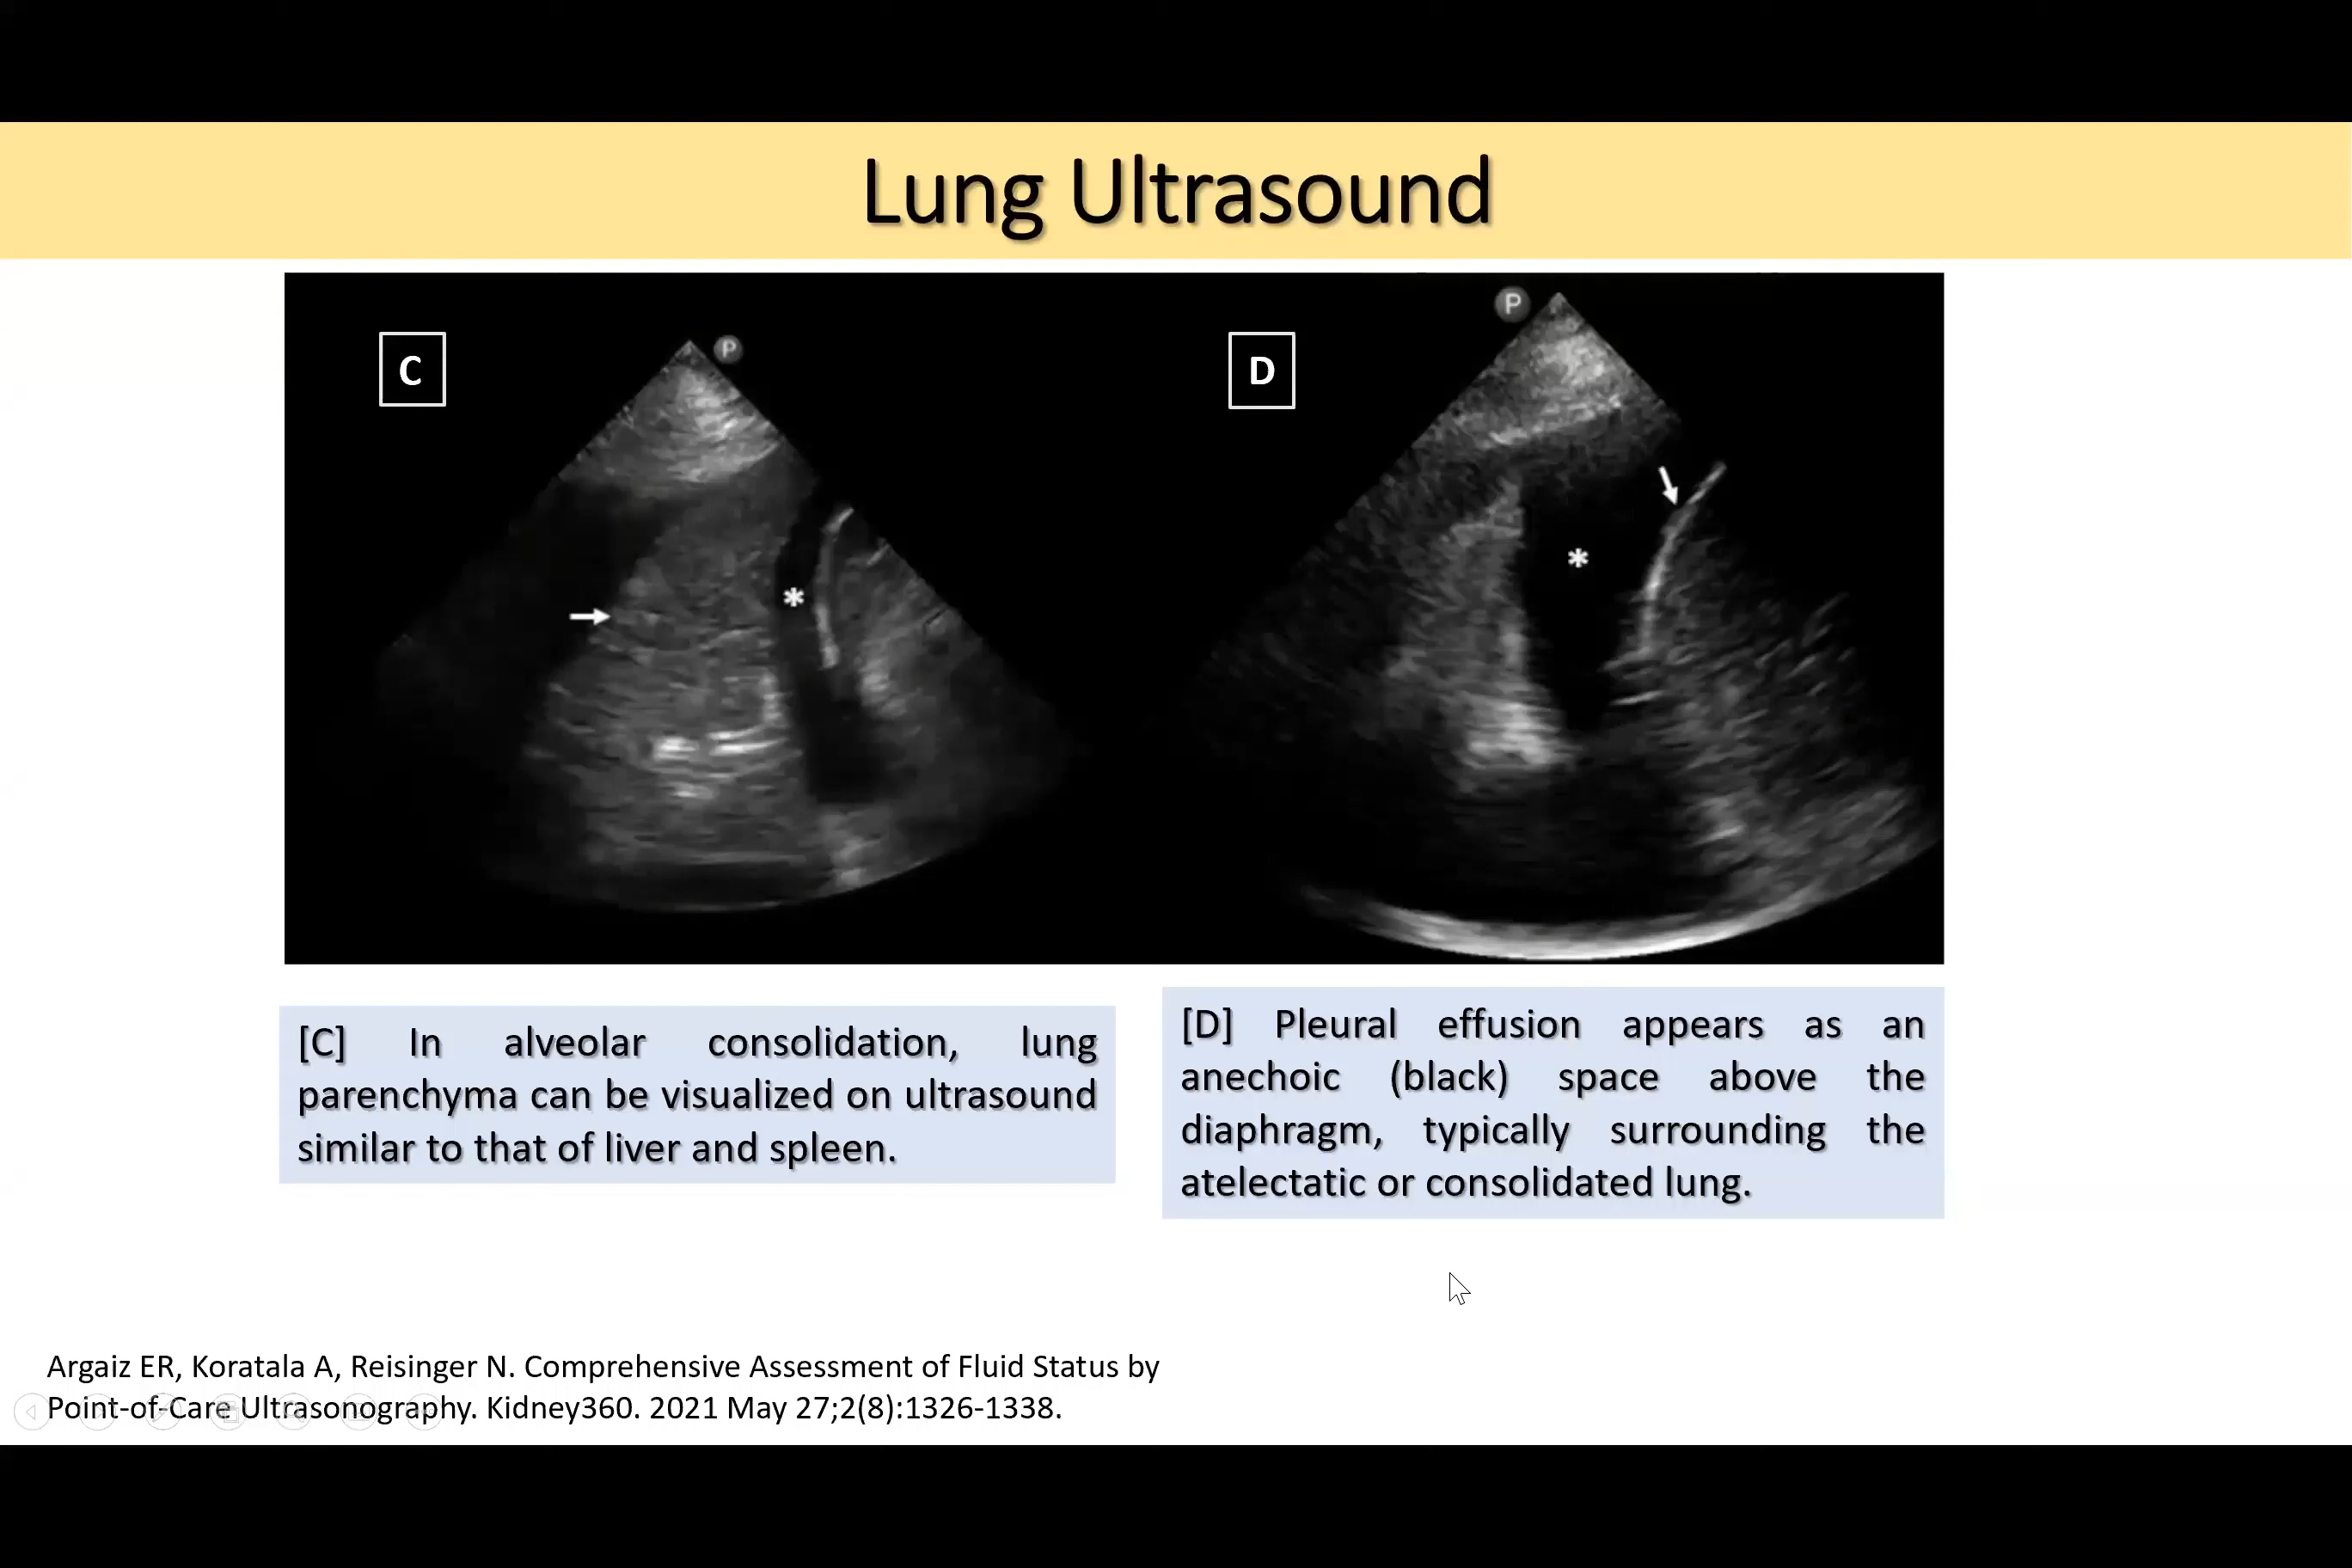 Lung Ultrasound
C
P
*
D
P
*
[C] In alveolar consolidation, lung
parenchyma can be visualized on ultrasound
similar to that of liver and spleen.
[D] Pleural effusion appears as an
anechoic (black) space above the
diaphragm, typically surrounding the
atelectatic or consolidated lung.
Argaiz ER, Koratala A, Reisinger N. Comprehensive Assessment of Fluid Status by
Point-of-Care Ultrasonography. Kidney360. 2021 May 27;2(8):1326-1338.